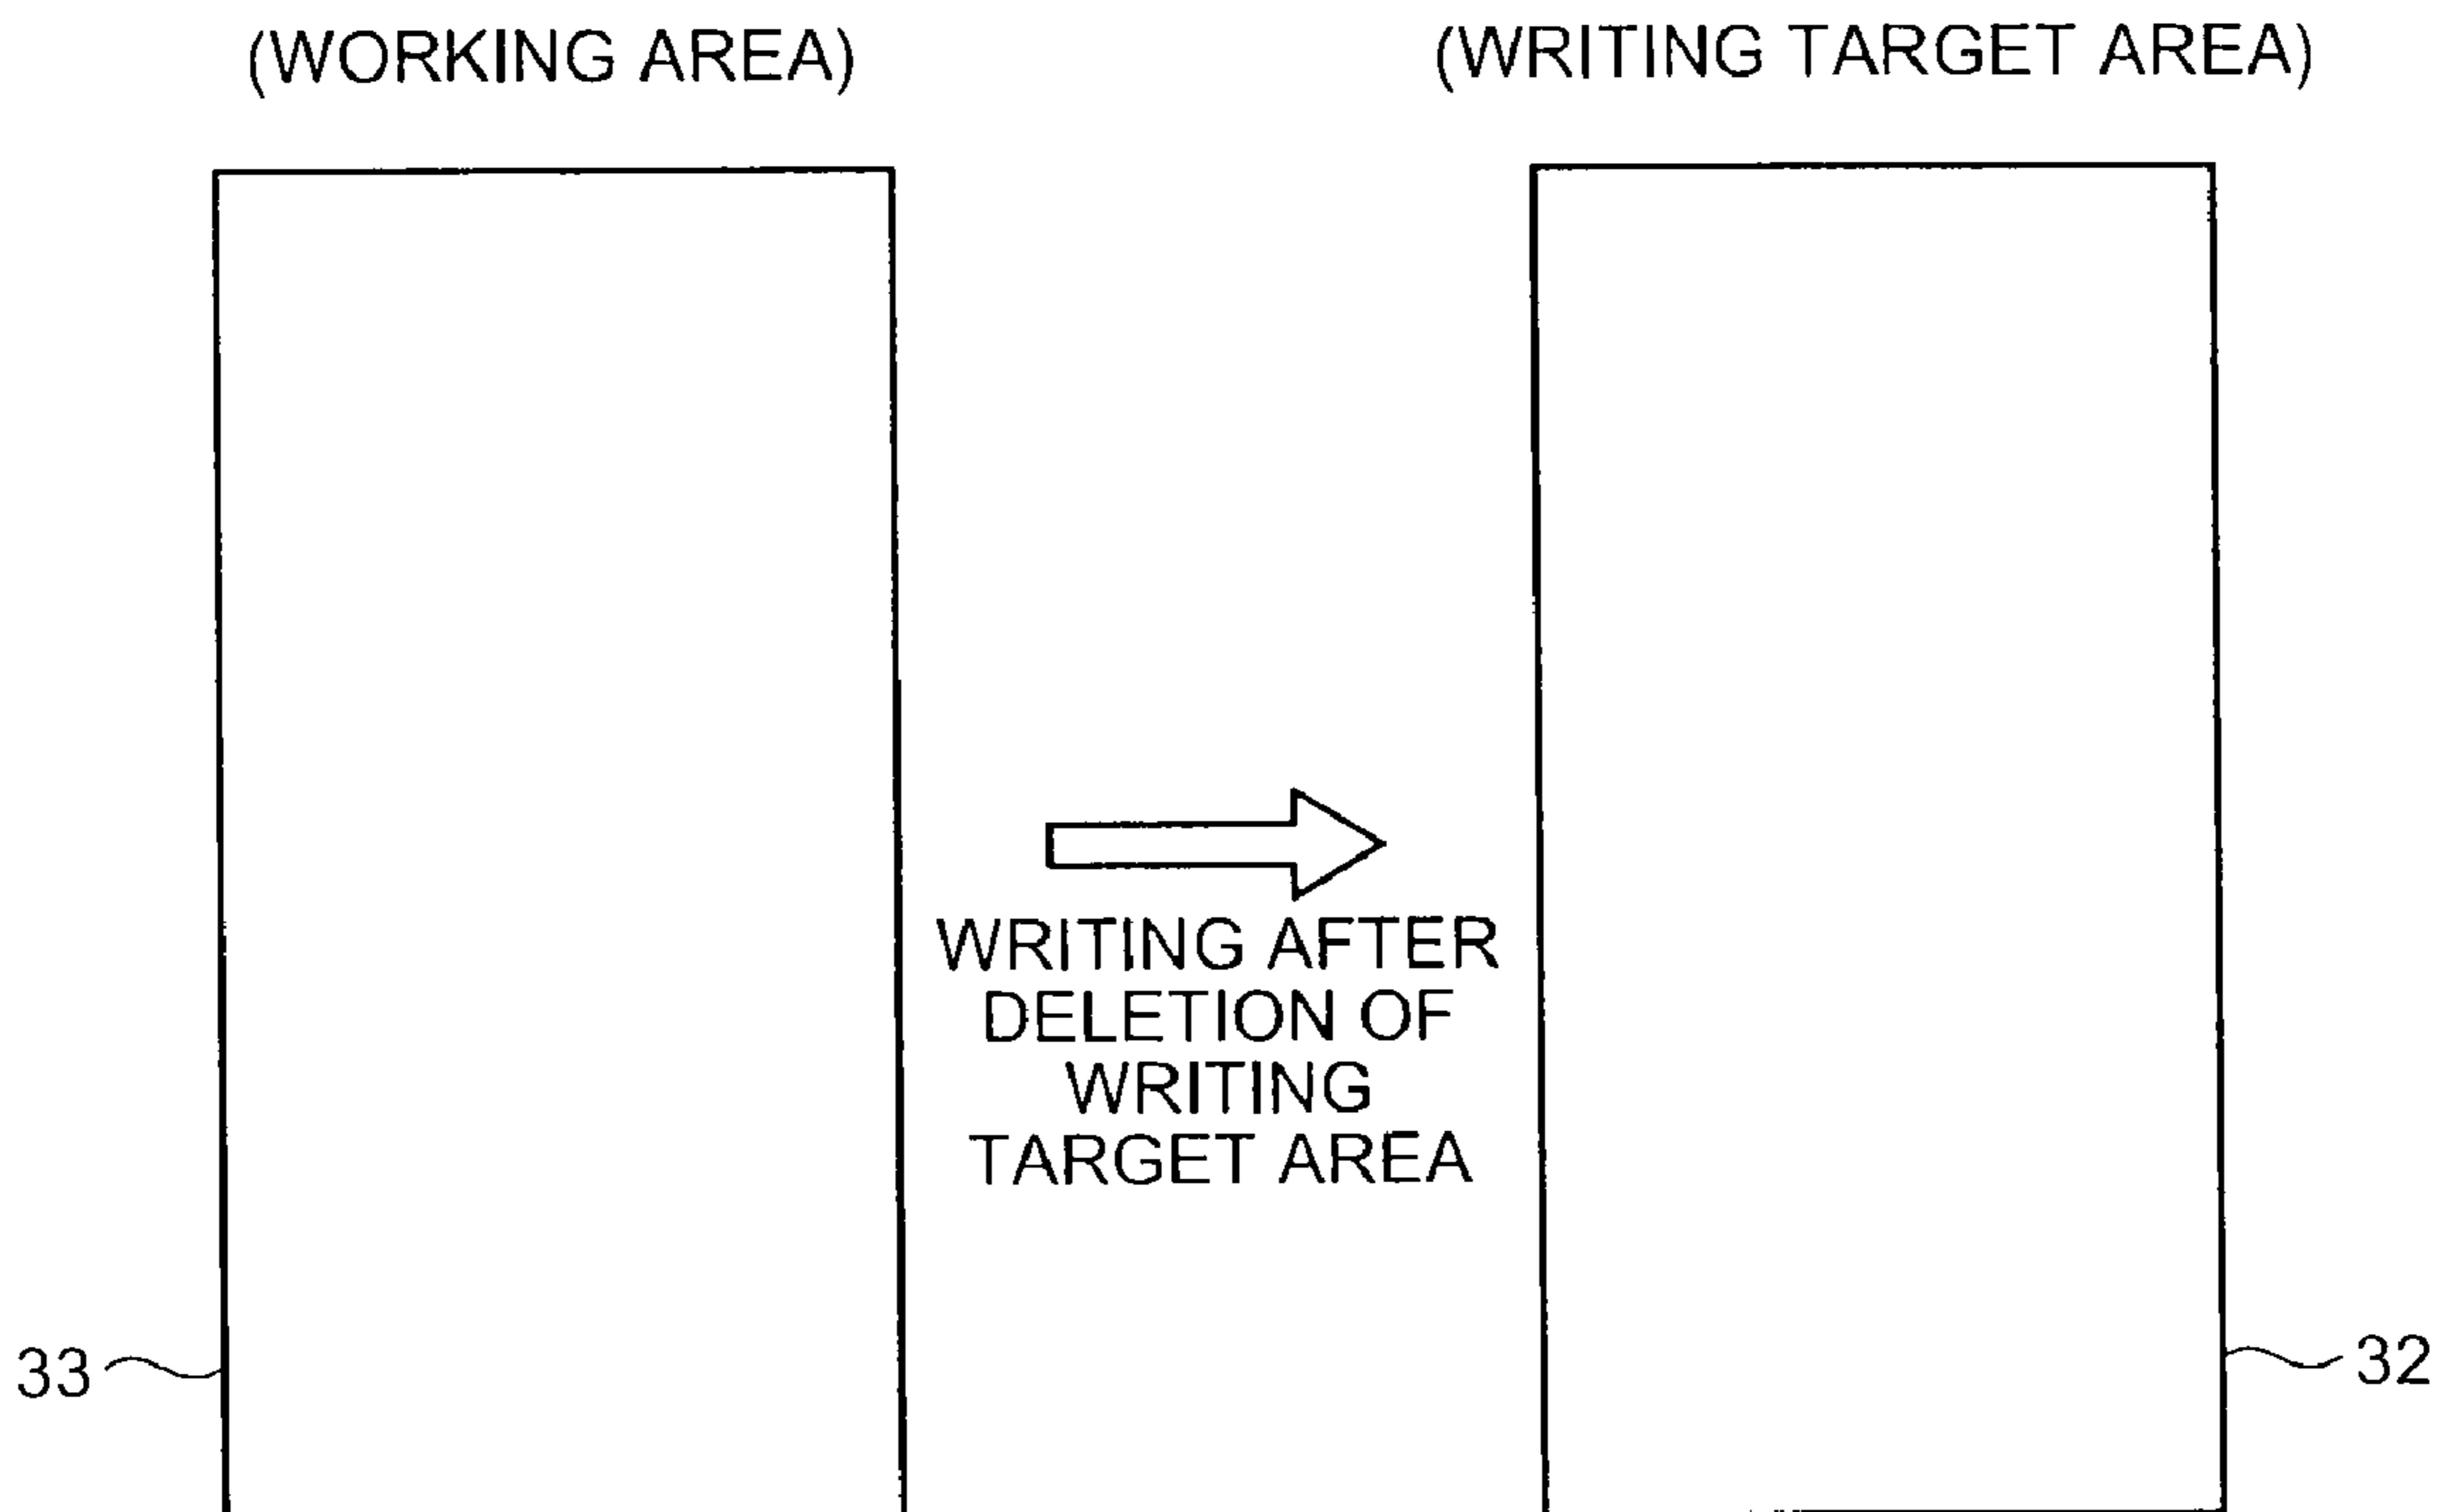 (WORKING AREA)
(WRITING TARGET AREA)
WRITING AFTER
DELETION OF
WRITING
TARGET AREA
33
32